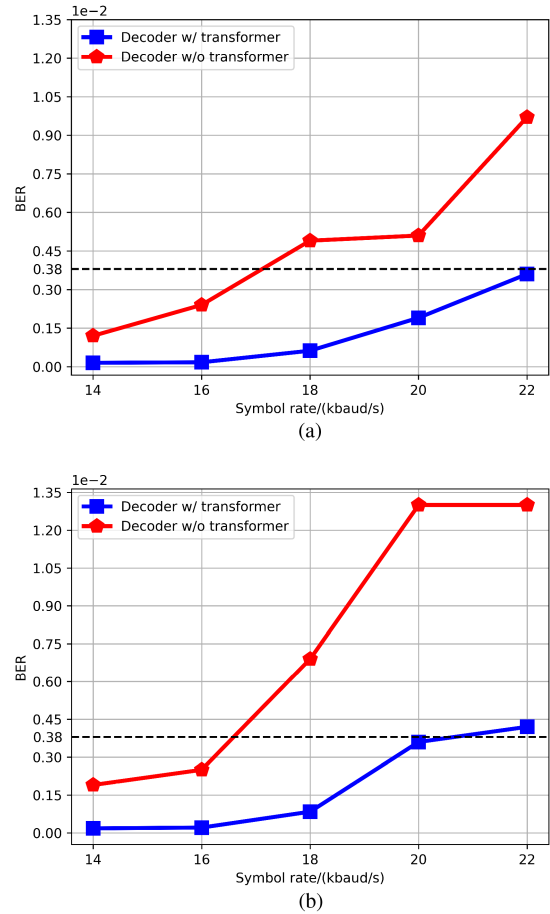 1e−2
1.35
1.20
1.05
0.90
0.75
0.60
0.45
0.38
0.30
0.15
0.00
BER
Decoder w/ transformer
Decoder w/o transformer
14 16 18 20 22
Symbol rate/(kbaud/s)
(a)
1e−2
1.35
1.20
1.05
0.90
0.75
0.60
0.45
0.38
0.30
0.15
0.00
BER
Decoder w/ transformer
Decoder w/o transformer
14 16 18 20 22
Symbol rate/(kbaud/s)
(b)